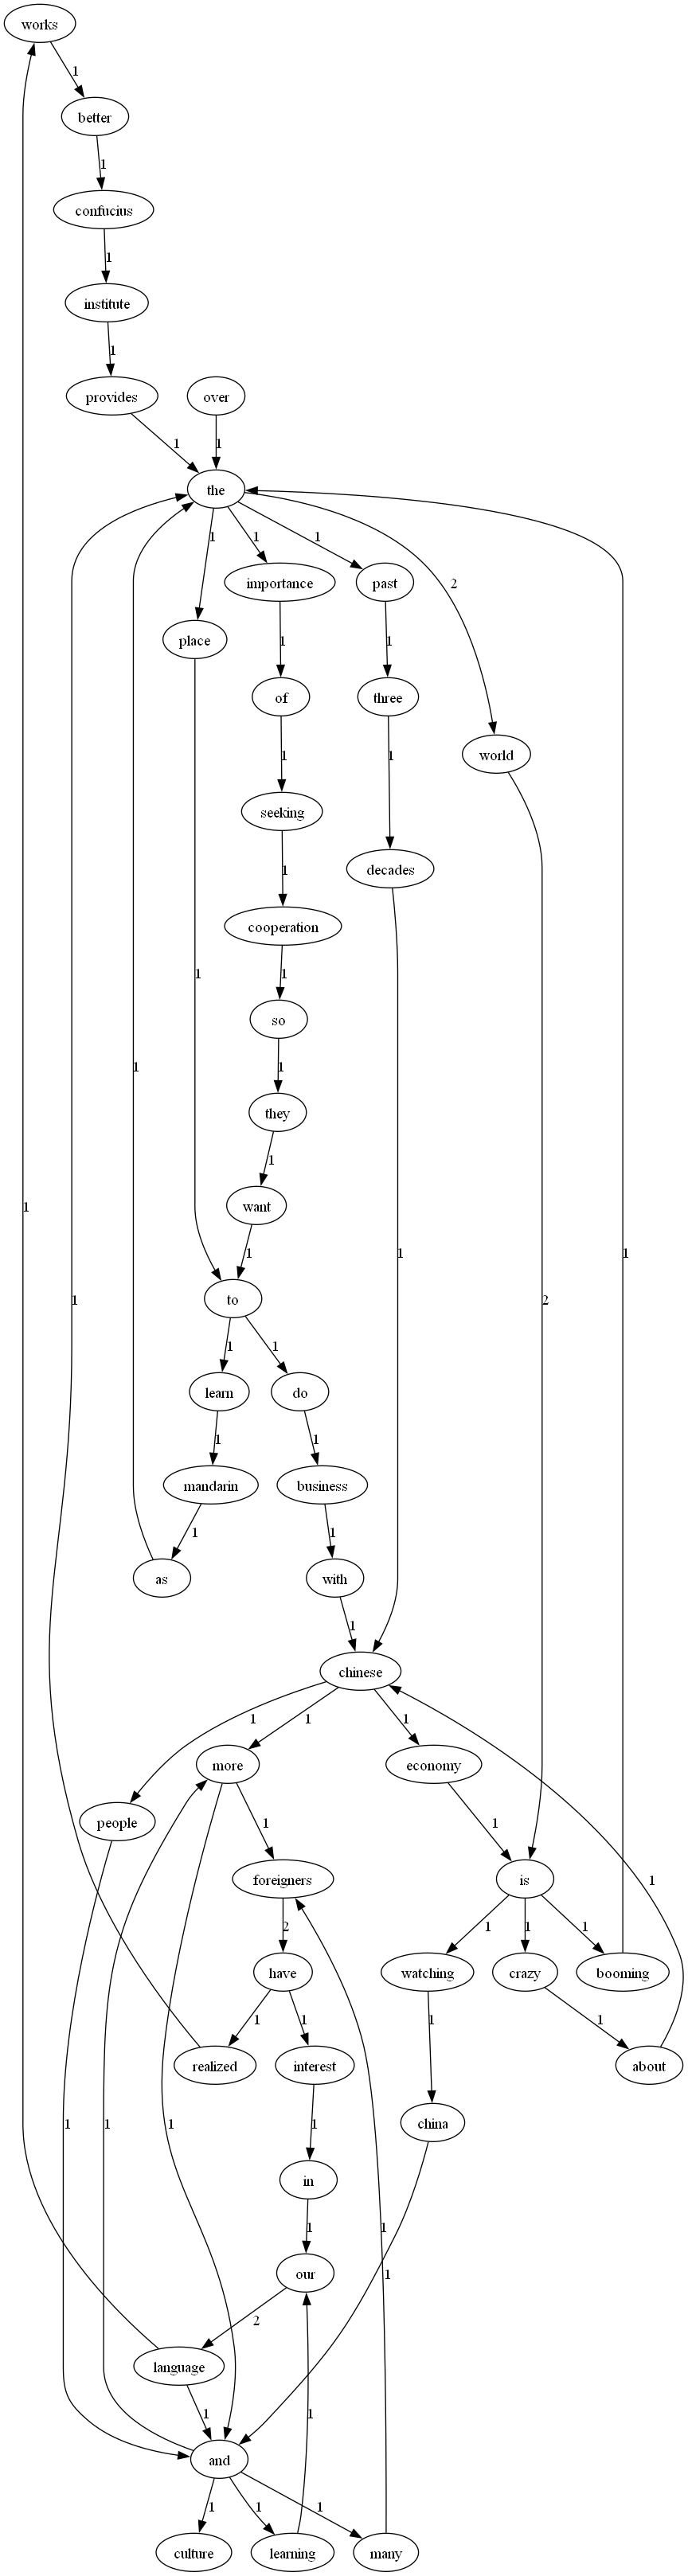 works
1
better
1
confucius
1
institute
1
provides
over
1
1
the
1
1
1
2
importance
past
place
1
1
of
three
world
1
1
seeking
decades
1
cooperation
1
1
so
1
1
they
1
want
1
1
1
2
1
1
to
1
1
learn
do
1
1
mandarin
business
1
1
as
with
1
chinese
1
1
1
more
economy
people
1
1
foreigners
is
1
2
1
1
1
have
watching
crazy
booming
1
1
1
1
realized
interest
about
1
1
1
1
china
in
1
1
1
our
2
language
1
1
and
1
1
1
culture
learning
many